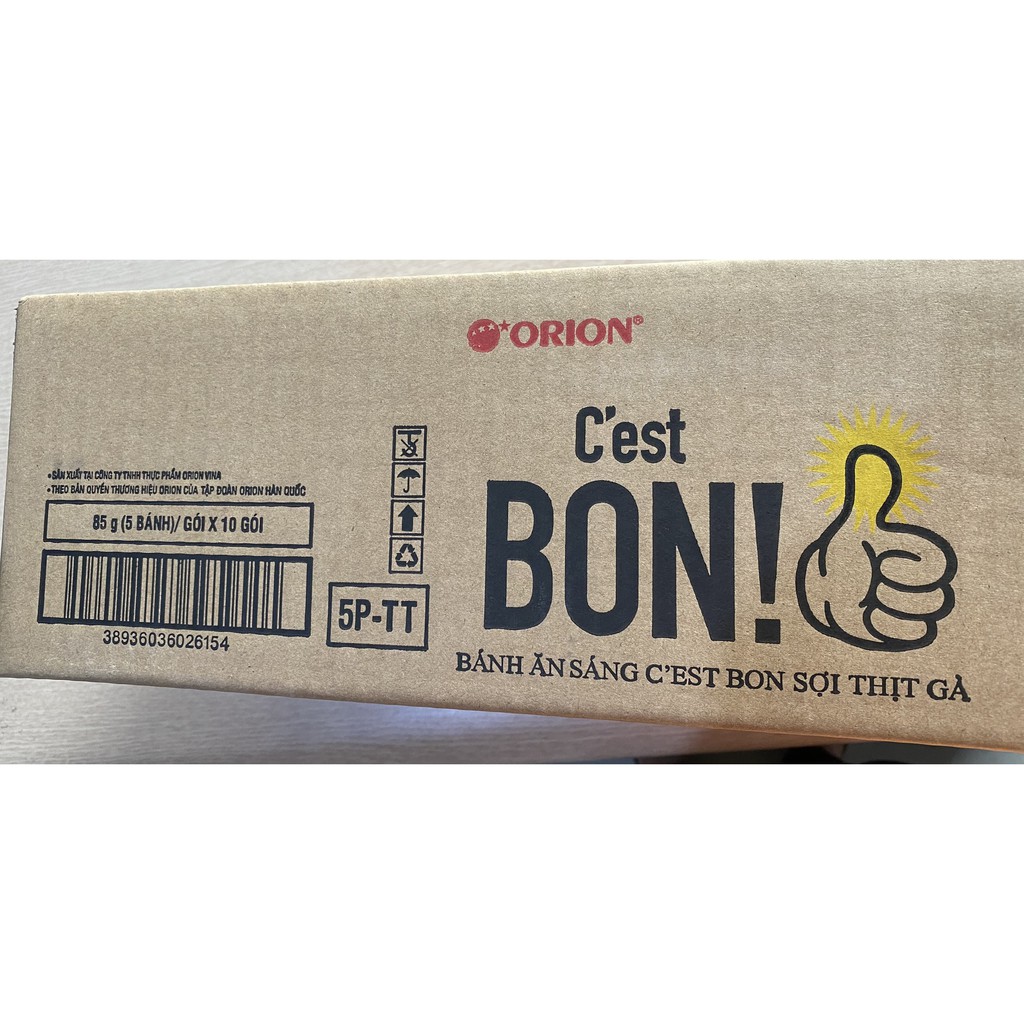 ORION®
C'est
BON!
BÁNH ĂN SÁNG C'EST BON SỢI THỊT GÀ
•SẢN XUẤT TẠI CÔNG TY TNHH THỰC PHẨM ORION VINA
•THEO BẢN QUYỀN THƯƠNG HIỆU ORION CỦA TẬP ĐOÀN ORION HÀN QUỐC
85 g (5 BÁNH)/ GÓI X 10 GÓI
38936036026154
5P-TT